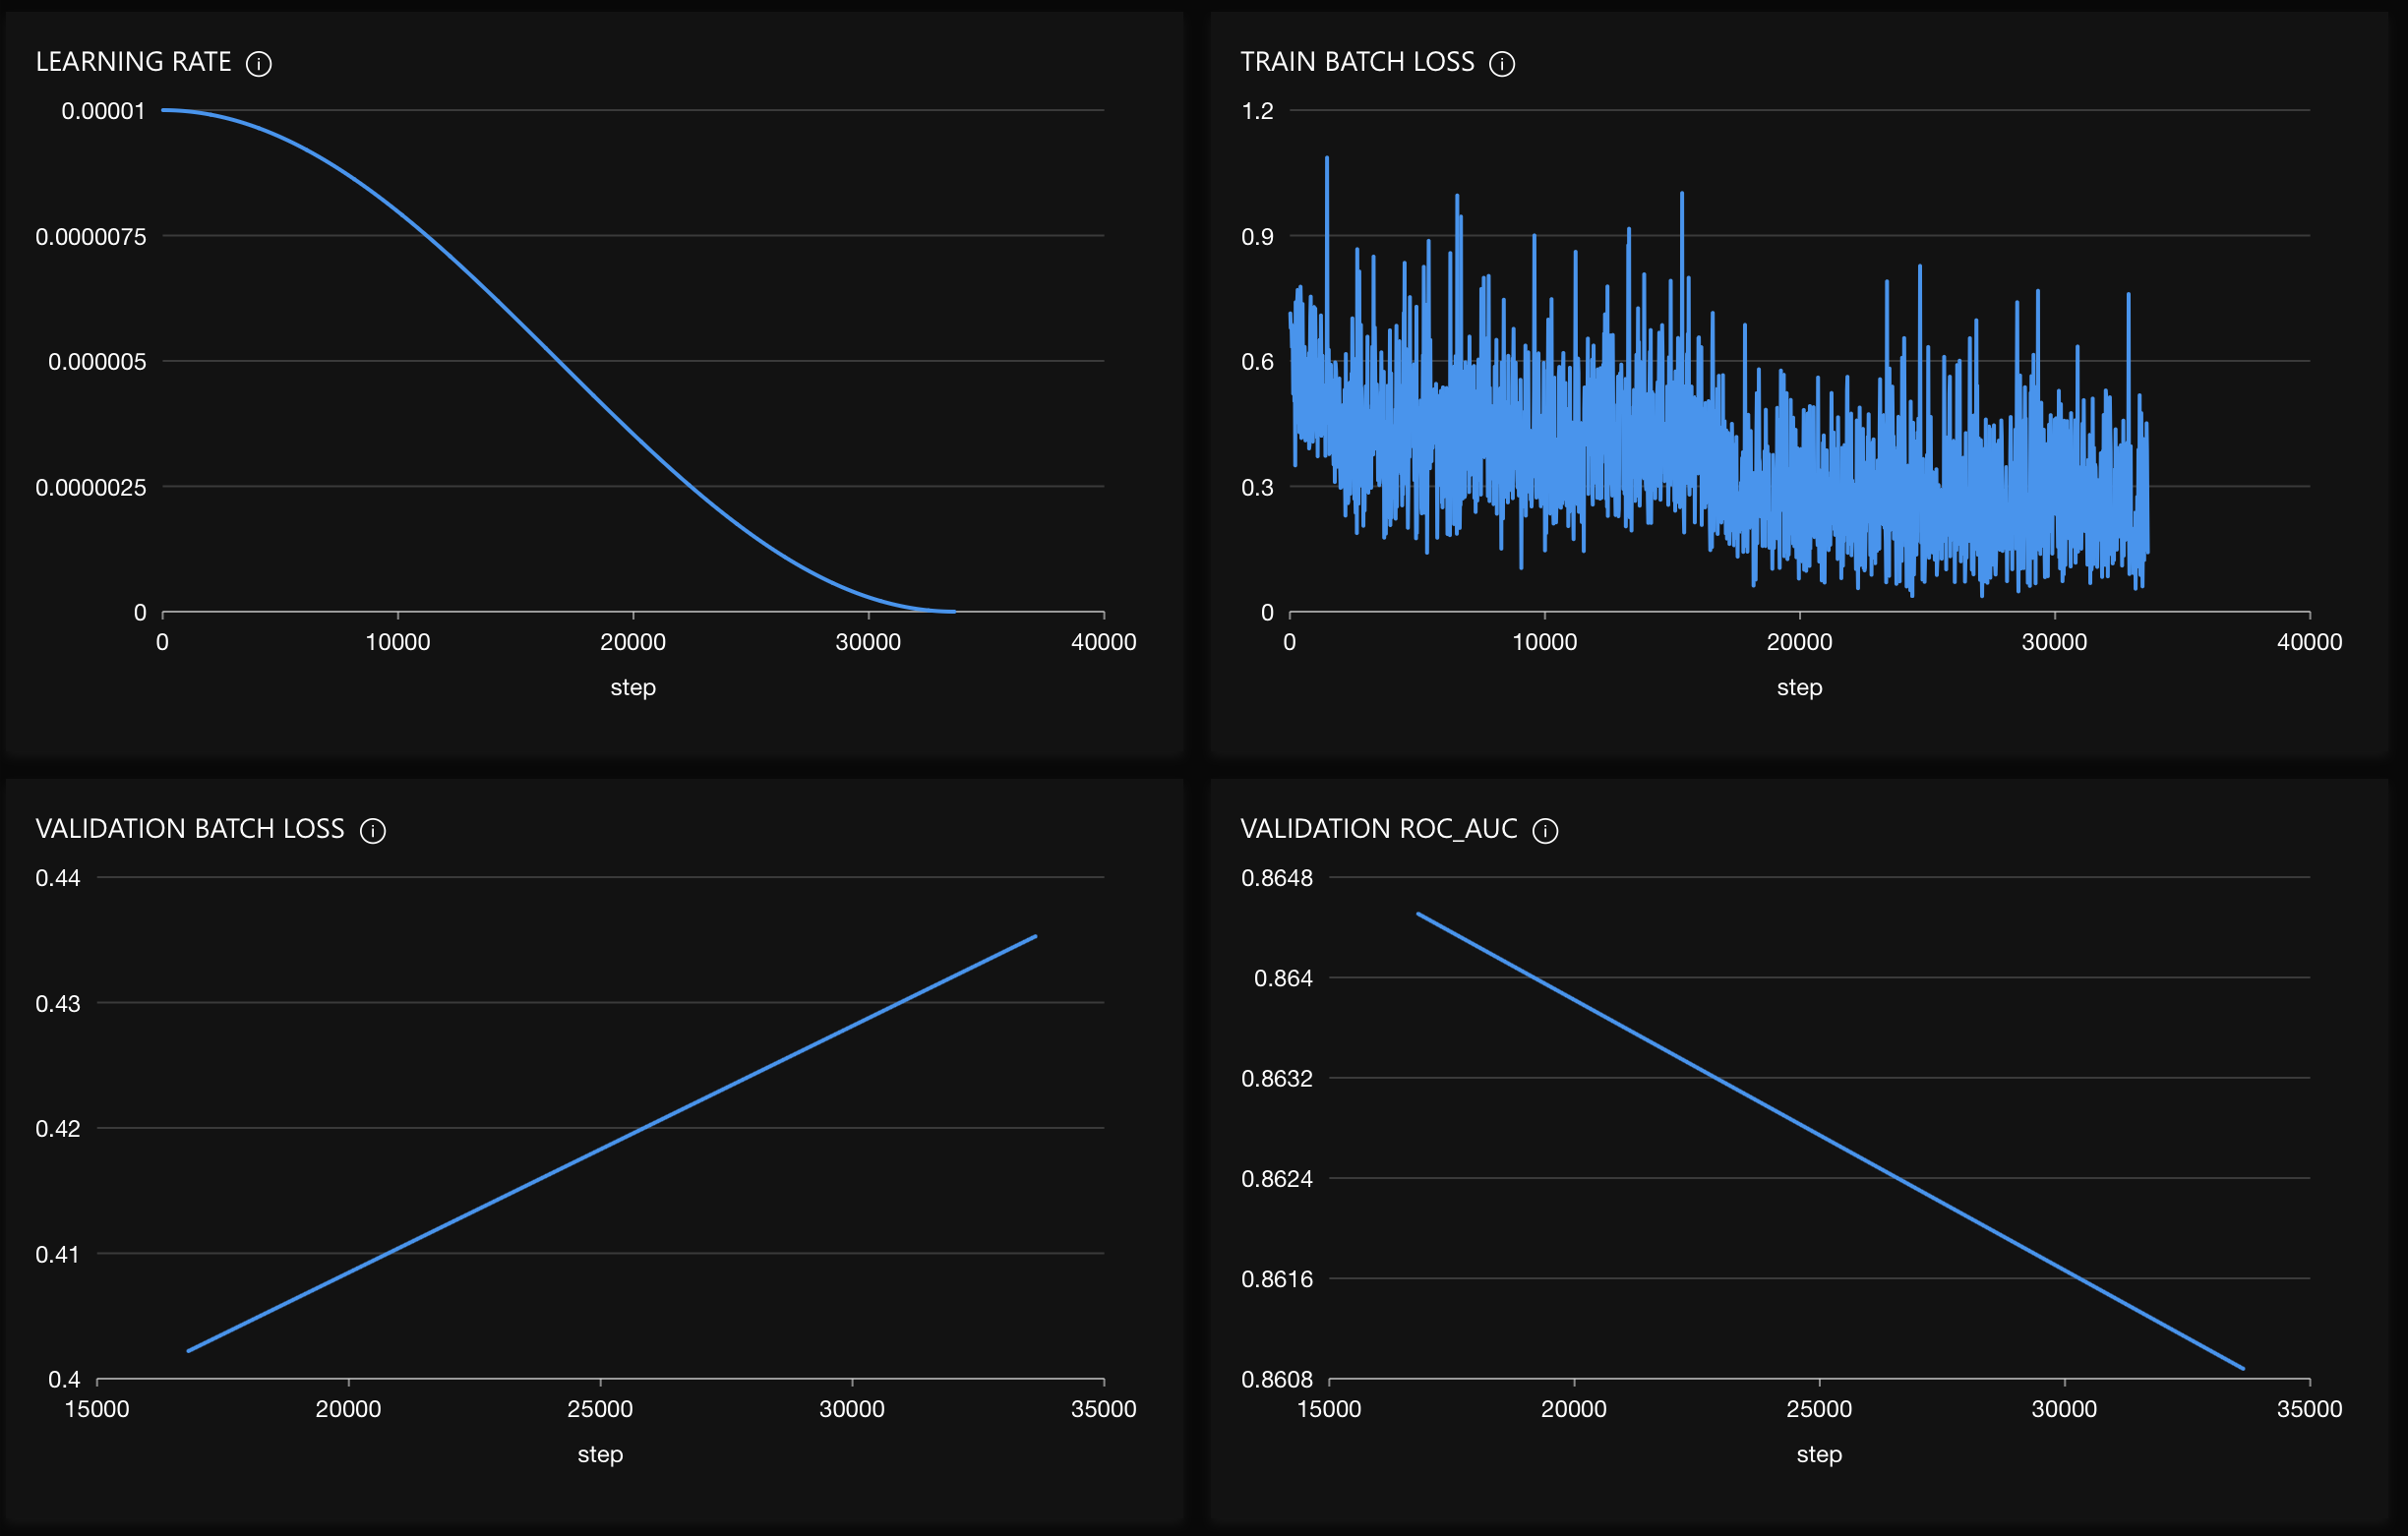 LEARNING RATE
0.00001
0.0000075
0.000005
0.0000025
0
0 10000 20000 30000 40000
step
TRAIN BATCH LOSS
1.2
0.9
0.6
0.3
0
0 10000 20000 30000 40000
step
VALIDATION BATCH LOSS
0.44
0.43
0.42
0.41
0.4
15000 20000 25000 30000 35000
step
VALIDATION ROC_AUC
0.8648
0.864
0.8632
0.8624
0.8616
0.8608
15000 20000 25000 30000 35000
step